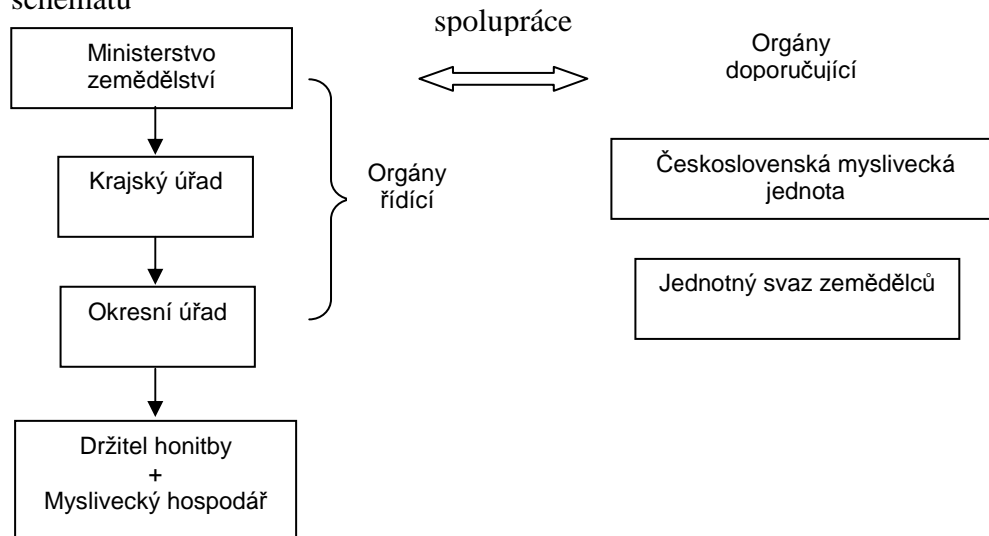 schématu
spolupráce
Ministerstvo
zemědělství
Krajský úřad
Okresní úřad
Držitel honitby
+
Myslivecký hospodář
Orgány
řídící
Orgány
doporučující
Československá myslivecká
jednota
Jednotný svaz zemědělců